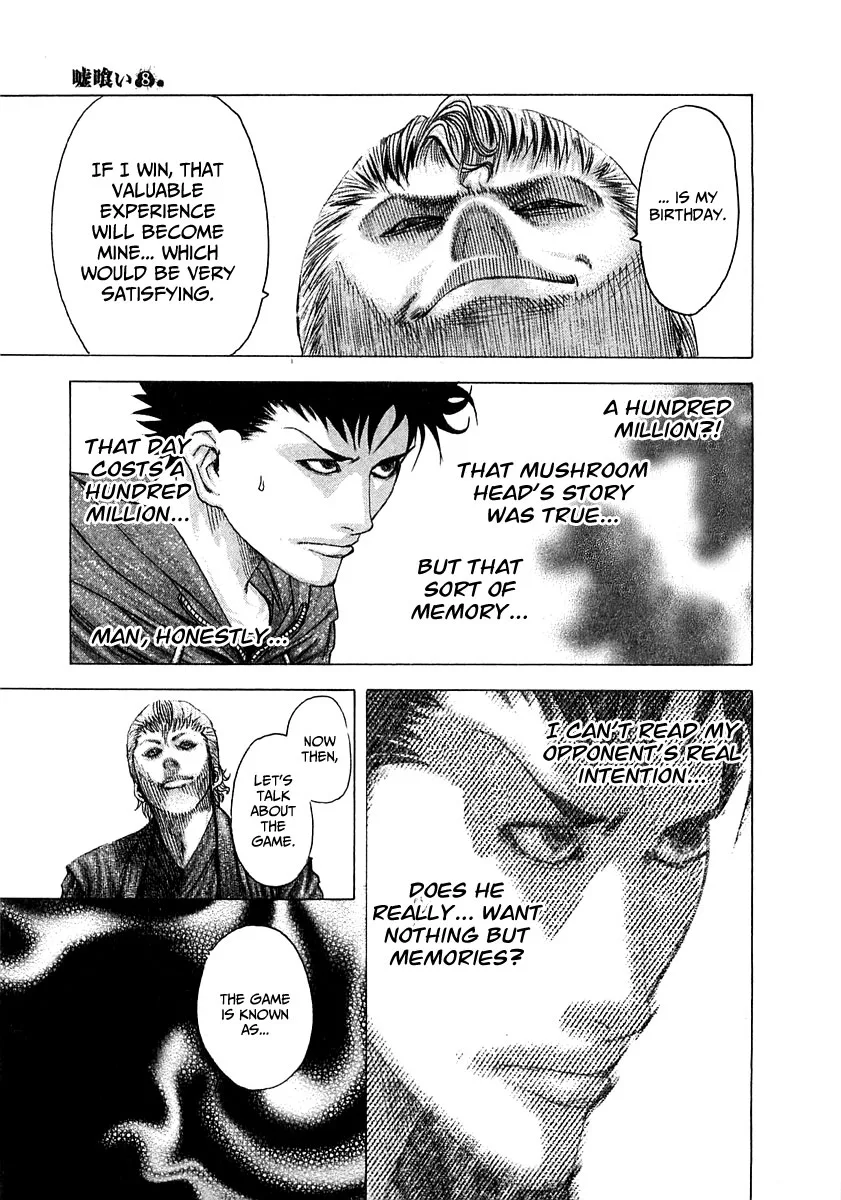 嘘喰い 8
... IS MY
BIRTHDAY.
IF I WIN, THAT
VALUABLE
EXPERIENCE
WILL BECOME
MINE... WHICH
WOULD BE VERY
SATISFYING.
A HUNDRED
MILLION?!
THAT MUSHROOM
HEAD'S STORY
WAS TRUE...
BUT THAT
SORT OF
MEMORY...
THAT DAY
COSTS A
HUNDRED
MILLION...
MAN, HONESTLY...
I CAN'T READ MY
OPPONENT'S REAL
INTENTION...
DOES HE
REALLY... WANT
NOTHING BUT
MEMORIES?
NOW
THEN,
LET'S
TALK
ABOUT
THE
GAME.
THE GAME
IS KNOWN
AS...